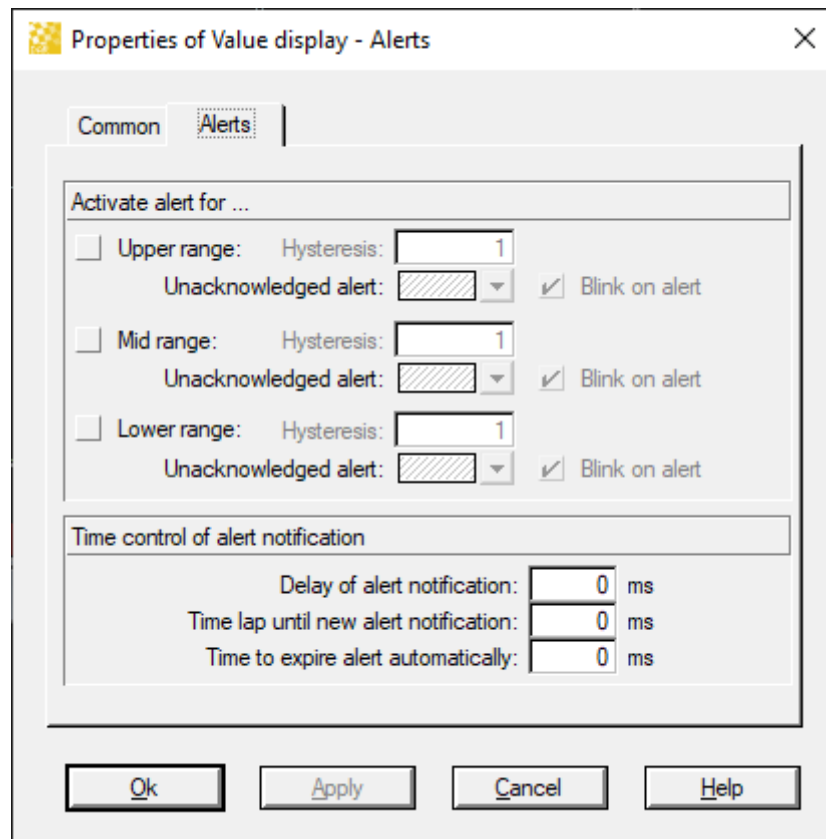 Properties of Value display - Alerts
Common Alerts
Activate alert for ...
Upper range: Hysteresis: 1
Unacknowledged alert: Blink on alert
Mid range: Hysteresis: 1
Unacknowledged alert: Blink on alert
Lower range: Hysteresis: 1
Unacknowledged alert: Blink on alert
Time control of alert notification
Delay of alert notification: 0 ms
Time lap until new alert notification: 0 ms
Time to expire alert automatically: 0 ms
Ok Apply Cancel Help